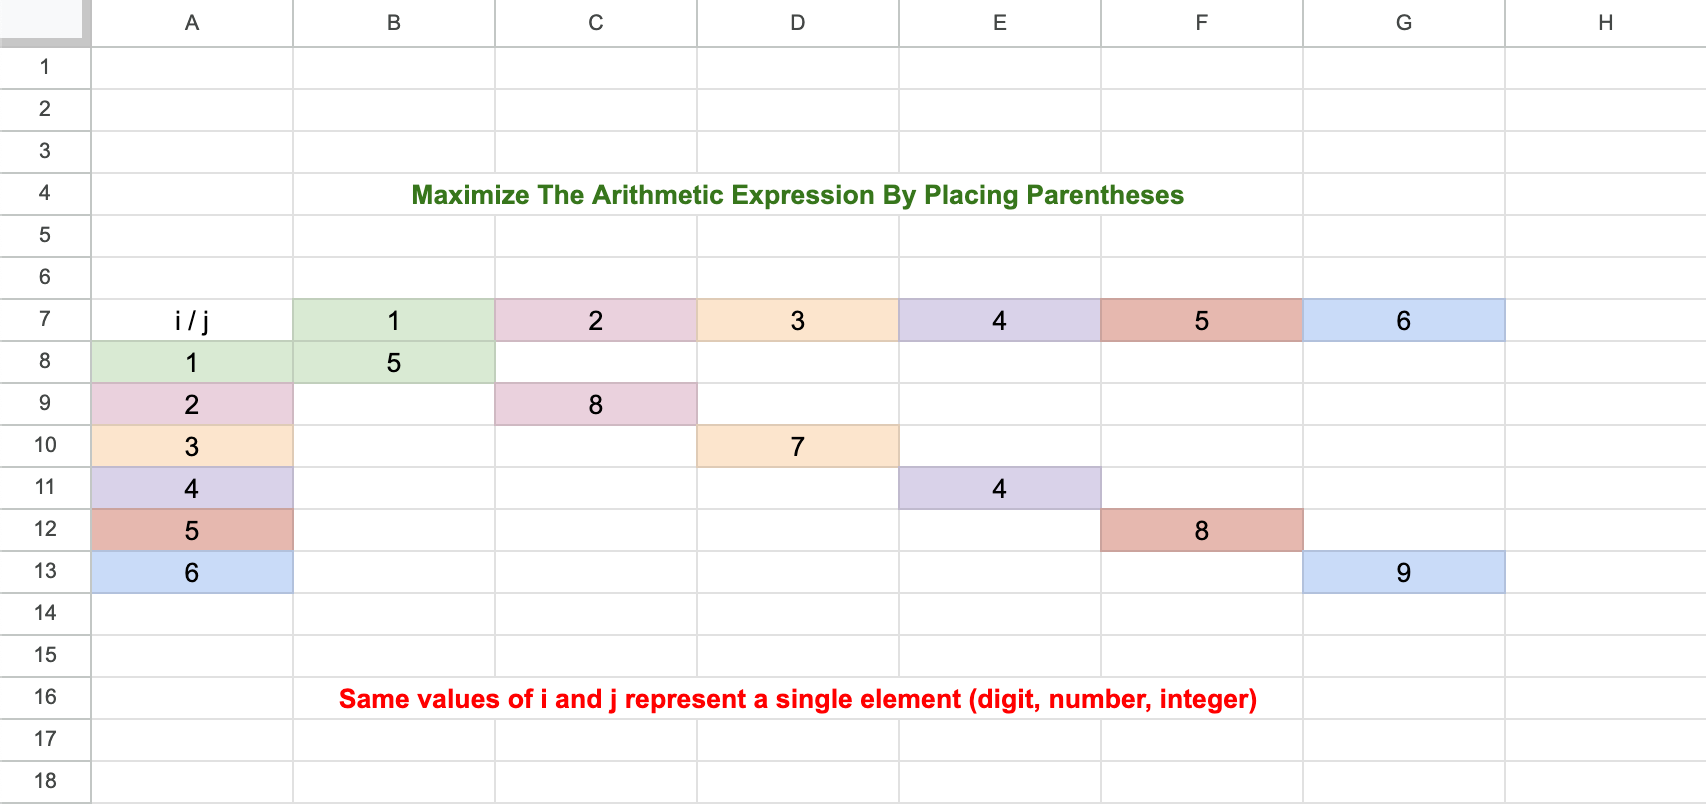 A B C D E F G H
1
2
3
4 Maximize The Arithmetic Expression By Placing Parentheses
5
6
7 i / j 1 2 3 4 5 6
8 1 5
9 2 8
10 3 7
11 4 4
12 5 8
13 6 9
14
15
16 Same values of i and j represent a single element (digit, number, integer)
17
18